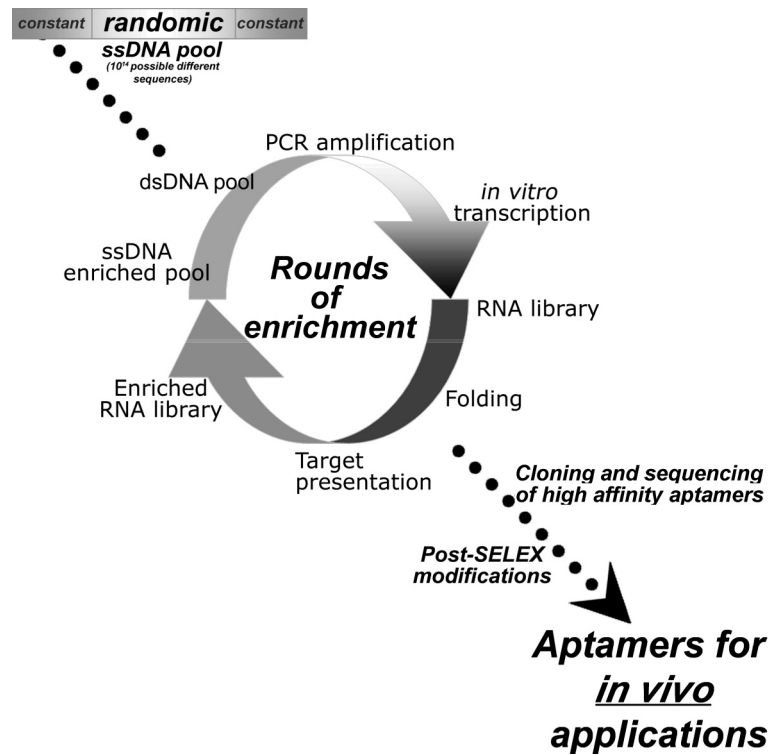 constant randomic constant
ssDNA pool
(10¹⁴ possible different
sequences)
PCR amplification
dsDNA pool
in vitro
transcription
ssDNA
enriched pool
Rounds
of
enrichment
RNA library
Enriched
RNA library
Folding
Target
presentation
Cloning and sequencing
of high affinity aptamers
Post-SELEX
modifications
Aptamers for
in vivo
applications